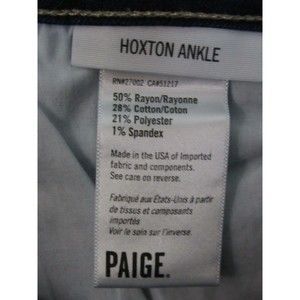 HOXTON ANKLE
RN#27002 CA#51217
50% Rayon/Rayonne
28% Cotton/Coton
21% Polyester
1% Spandex
Made in the USA of Imported
fabric and components.
See care on reverse.
Fabriqué aux États-Unis à partir
de tissus et composants
importés
Voir le soin sur l'inverse.
PAIGE.